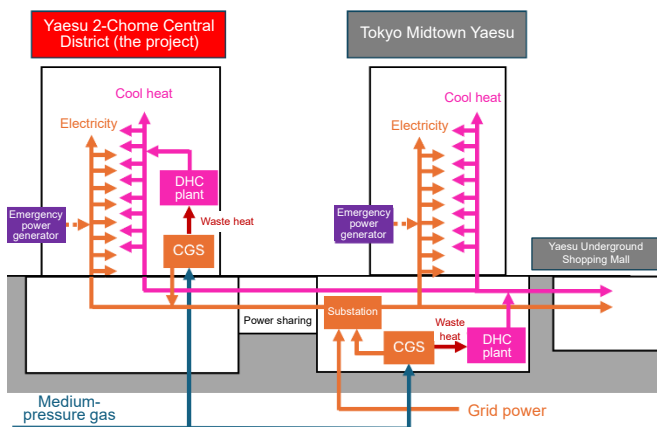 Yaesu 2-Chome Central
District (the project)
Tokyo Midtown Yaesu
Cool heat
Electricity
DHC
plant
Waste heat
CGS
Emergency
power
generator
Cool heat
Electricity
Emergency
power
generator
Yaesu Underground
Shopping Mall
Power sharing
Substation
CGS
Waste
heat
DHC
plant
Medium-
pressure gas
Grid power